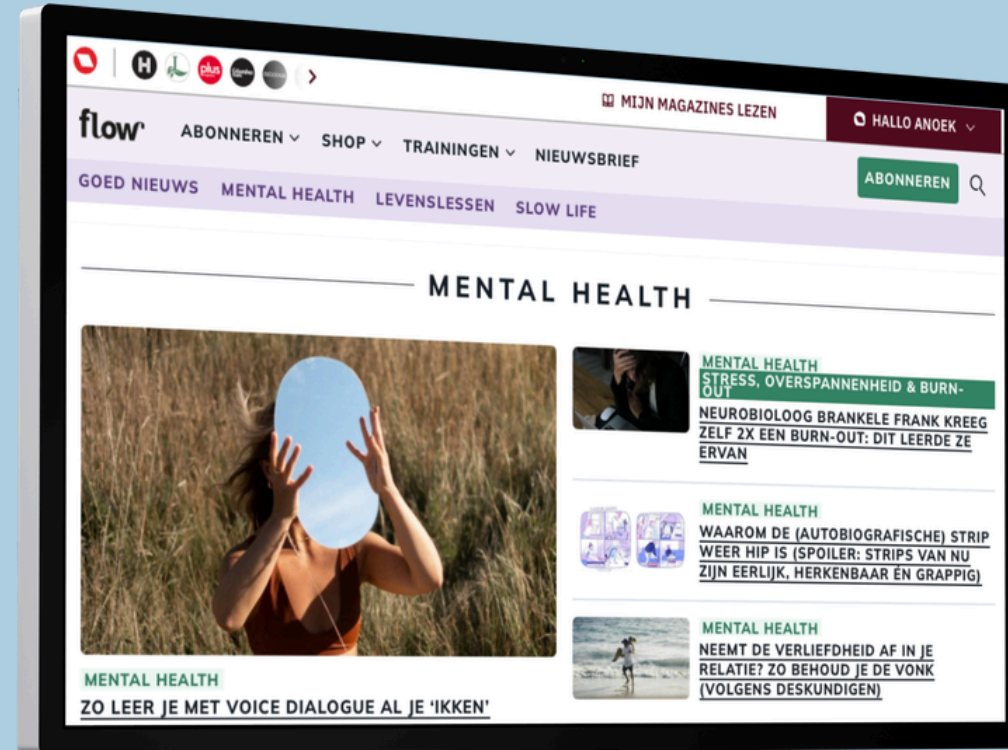 H
plus
MIJN MAGAZINES LEZEN
HALLO ANOEK
flow
ABONNEREN SHOP TRAININGEN NIEUWSBRIEF
ABONNEREN
GOED NIEUWS MENTAL HEALTH LEVENSLESSEN SLOW LIFE
MENTAL HEALTH
MENTAL HEALTH
ZO LEER JE MET VOICE DIALOGUE AL JE ‘IKKEN’
MENTAL HEALTH
STRESS, OVERSPANNENHEID & BURN-
OUT
NEUROBIOLOOG BRANKELE FRANK KREEG
ZELF 2X EEN BURN-OUT: DIT LEERDE ZE
ERVAN
MENTAL HEALTH
WAAROM DE (AUTOBIOGRAFISCHE) STRIP
WEER HIP IS (SPOILER: STRIPS VAN NU
ZIJN EERLIJK, HERKENBAAR ÉN GRAPPIG)
MENTAL HEALTH
NEEMT DE VERLIEFDHEID AF IN JE
RELATIE? ZO BEHOUD JE DE VONK
(VOLGENS DESKUNDIGEN)